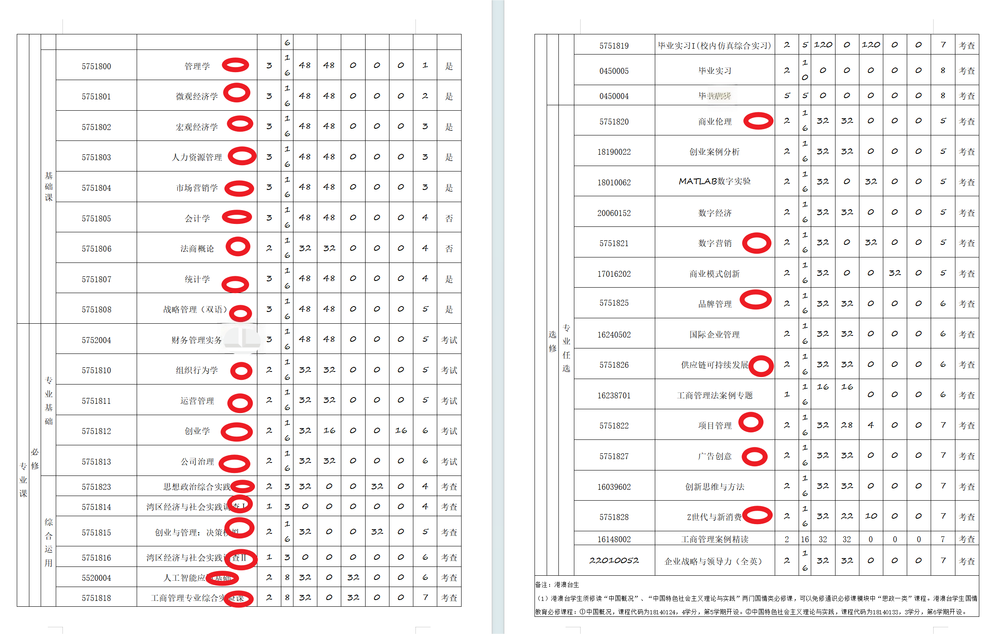 6
基础课
5751800 管理学 3 16 48 48 0 0 0 1 是
5751801 微观经济学 3 16 48 48 0 0 0 2 是
5751802 宏观经济学 3 16 48 48 0 0 0 3 是
5751803 人力资源管理 3 16 48 48 0 0 0 3 是
5751804 市场营销学 3 16 48 48 0 0 0 3 是
5751805 会计学 3 16 48 48 0 0 0 4 否
5751806 法商概论 2 16 32 32 0 0 0 4 否
5751807 统计学 3 16 48 48 0 0 0 4 是
5751808 战略管理（双语） 3 16 48 48 0 0 0 5 是
专业课
必修
专业基础
5752004 财务管理实务 3 16 48 48 0 0 0 5 考试
5751810 组织行为学 2 16 32 32 0 0 0 5 考试
5751811 运营管理 2 16 32 32 0 0 0 5 考试
5751812 创业学 2 16 32 16 0 0 16 6 考试
5751813 公司治理 2 16 32 32 0 0 0 6 考试
综合运用
5751823 思想政治综合实践 2 3 32 0 0 32 0 4 考查
5751814 湾区经济与社会实践调查Ⅰ 1 3 0 0 0 0 0 4 考查
5751815 创业与管理：决策模拟 2 16 32 0 0 32 0 5 考查
5751816 湾区经济与社会实践调查Ⅱ 1 3 0 0 0 0 0 6 考查
5520004 人工智能应用基础 2 8 32 0 32 0 0 6 考查
5751818 工商管理专业综合实验课 2 8 32 0 32 0 0 7 考查
5751819 毕业实习I(校内仿真综合实习) 2 5 120 0 120 0 0 7 考查
0450005 毕业实习 2 10 0 0 0 0 0 8 考查
0450004 毕 5 5 0 0 0 0 0 8 考查
选修
专业任选
5751820 商业伦理 2 16 32 32 0 0 0 5 考查
18190022 创业案例分析 2 16 32 32 0 0 0 5 考查
18010062 MATLAB数字实验 2 16 32 0 32 0 0 5 考查
20060152 数字经济 2 16 32 32 0 0 0 5 考查
5751821 数字营销 2 16 32 0 32 0 0 5 考查
17016202 商业模式创新 2 16 32 0 0 32 0 5 考查
5751825 品牌管理 2 16 32 32 0 0 0 6 考查
16240502 国际企业管理 2 16 32 32 0 0 0 6 考查
5751826 供应链可持续发展 2 16 32 32 0 0 0 6 考查
16238701 工商管理法案例专题 1 16 16 16 0 0 0 6 考查
5751822 项目管理 2 16 32 28 4 0 0 7 考查
5751827 广告创意 2 16 32 32 0 0 0 7 考查
16039602 创新思维与方法 2 16 32 32 0 0 0 7 考查
5751828 Z世代与新消费 2 16 32 22 10 0 0 7 考查
16148002 工商管理案例精读 2 16 32 32 0 0 0 7 考查
22010052 企业战略与领导力（全英） 2 16 32 32 0 0 0 7 考查
备注：港澳台生
（1）港澳台学生须修读“中国概况”、“中国特色社会主义理论与实践”两门国情类必修课，可以免修通识必修课模块中“思政一类”课程。港澳台学生国情
教育必修课程：①中国概况，课程代码为18140124，4学分，第5学期开设。②中国特色社会主义理论与实践，课程代码为18140133，3学分，第6学期开设。